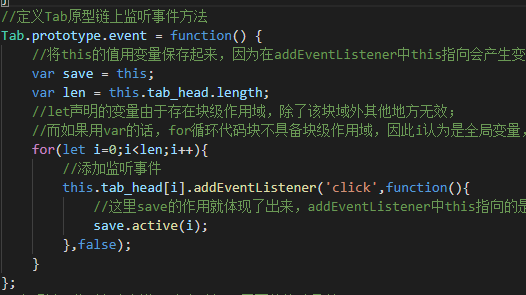 //定义Tab原型链上监听事件方法
Tab.prototype.event = function() {
//将this的值用变量保存起来，因为在addEventListener中this指向会产生变
var save = this;
var len = this.tab_head.length;
//let声明的变量由于存在块级作用域，除了该块域外其他地方无效；
//而如果用var的话，for循环代码块不具备块级作用域，因此i认为是全局变量，
for(let i=0;i<len;i++){
//添加监听事件
this.tab_head[i].addEventListener('click',function(){
//这里save的作用就体现了出来，addEventListener中this指向的是
save.active(i);
},false);
}
};